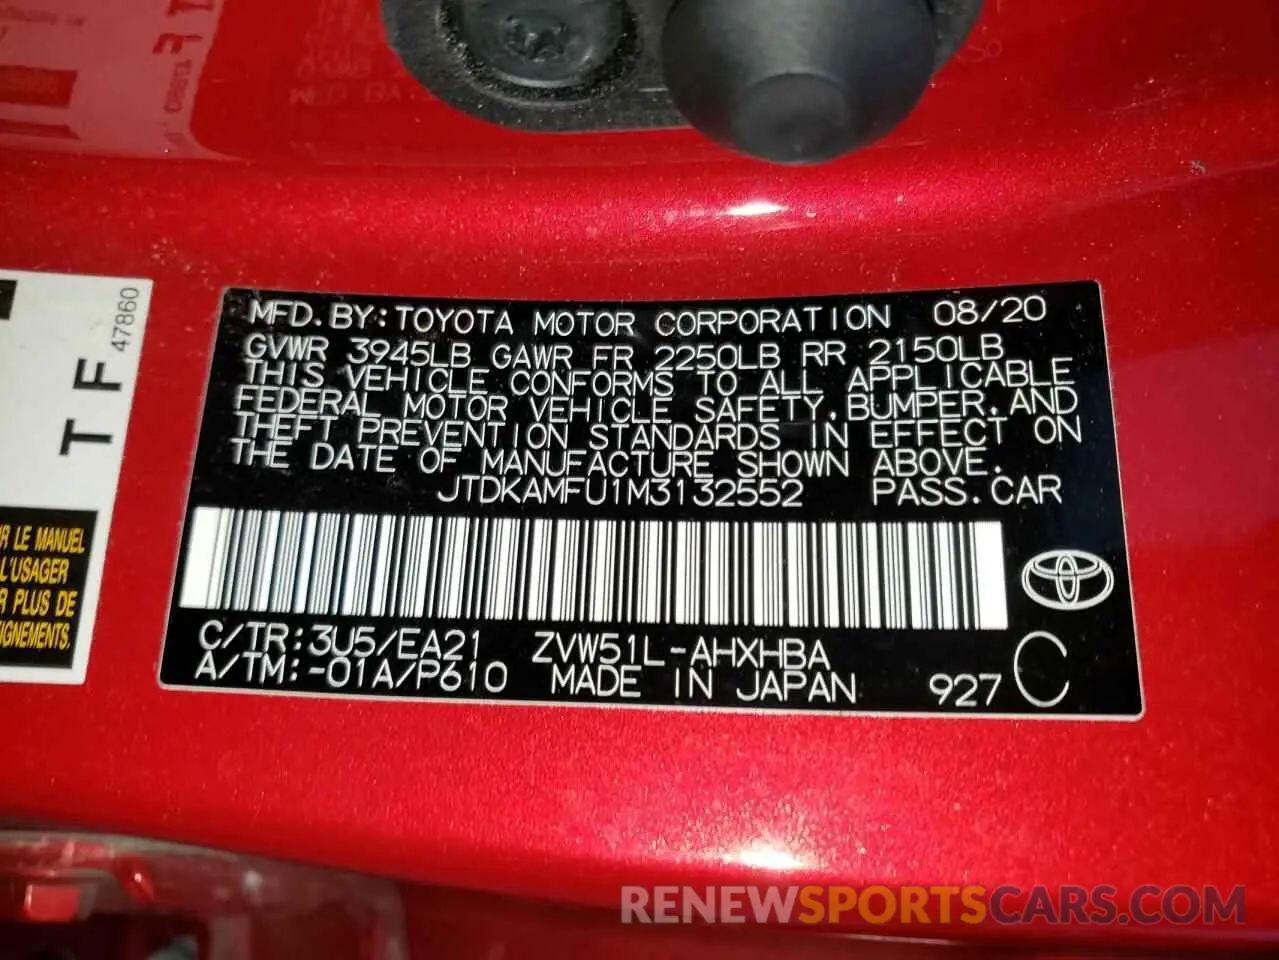 MFD. BY: TOYOTA MOTOR CORPORATION 08/20
GVWR 3945LB GAWR FR 2250LB RR 2150LB
THIS VEHICLE CONFORMS TO ALL APPLICABLE
FEDERAL MOTOR VEHICLE SAFETY, BUMPER, AND
THEFT PREVENTION STANDARDS IN EFFECT ON
THE DATE OF MANUFACTURE SHOWN ABOVE.
JTDKAMFU1M3132552 PASS. CAR
C/TR: 3U5/EA21 ZVW51L-AHXHBA
A/TM: -01A/P610 MADE IN JAPAN 927 C
T F 47860
R LE MANUEL
L'USAGER
R PLUS DE
IGNEMENTS.
RENEWSPORTSCARS.COM